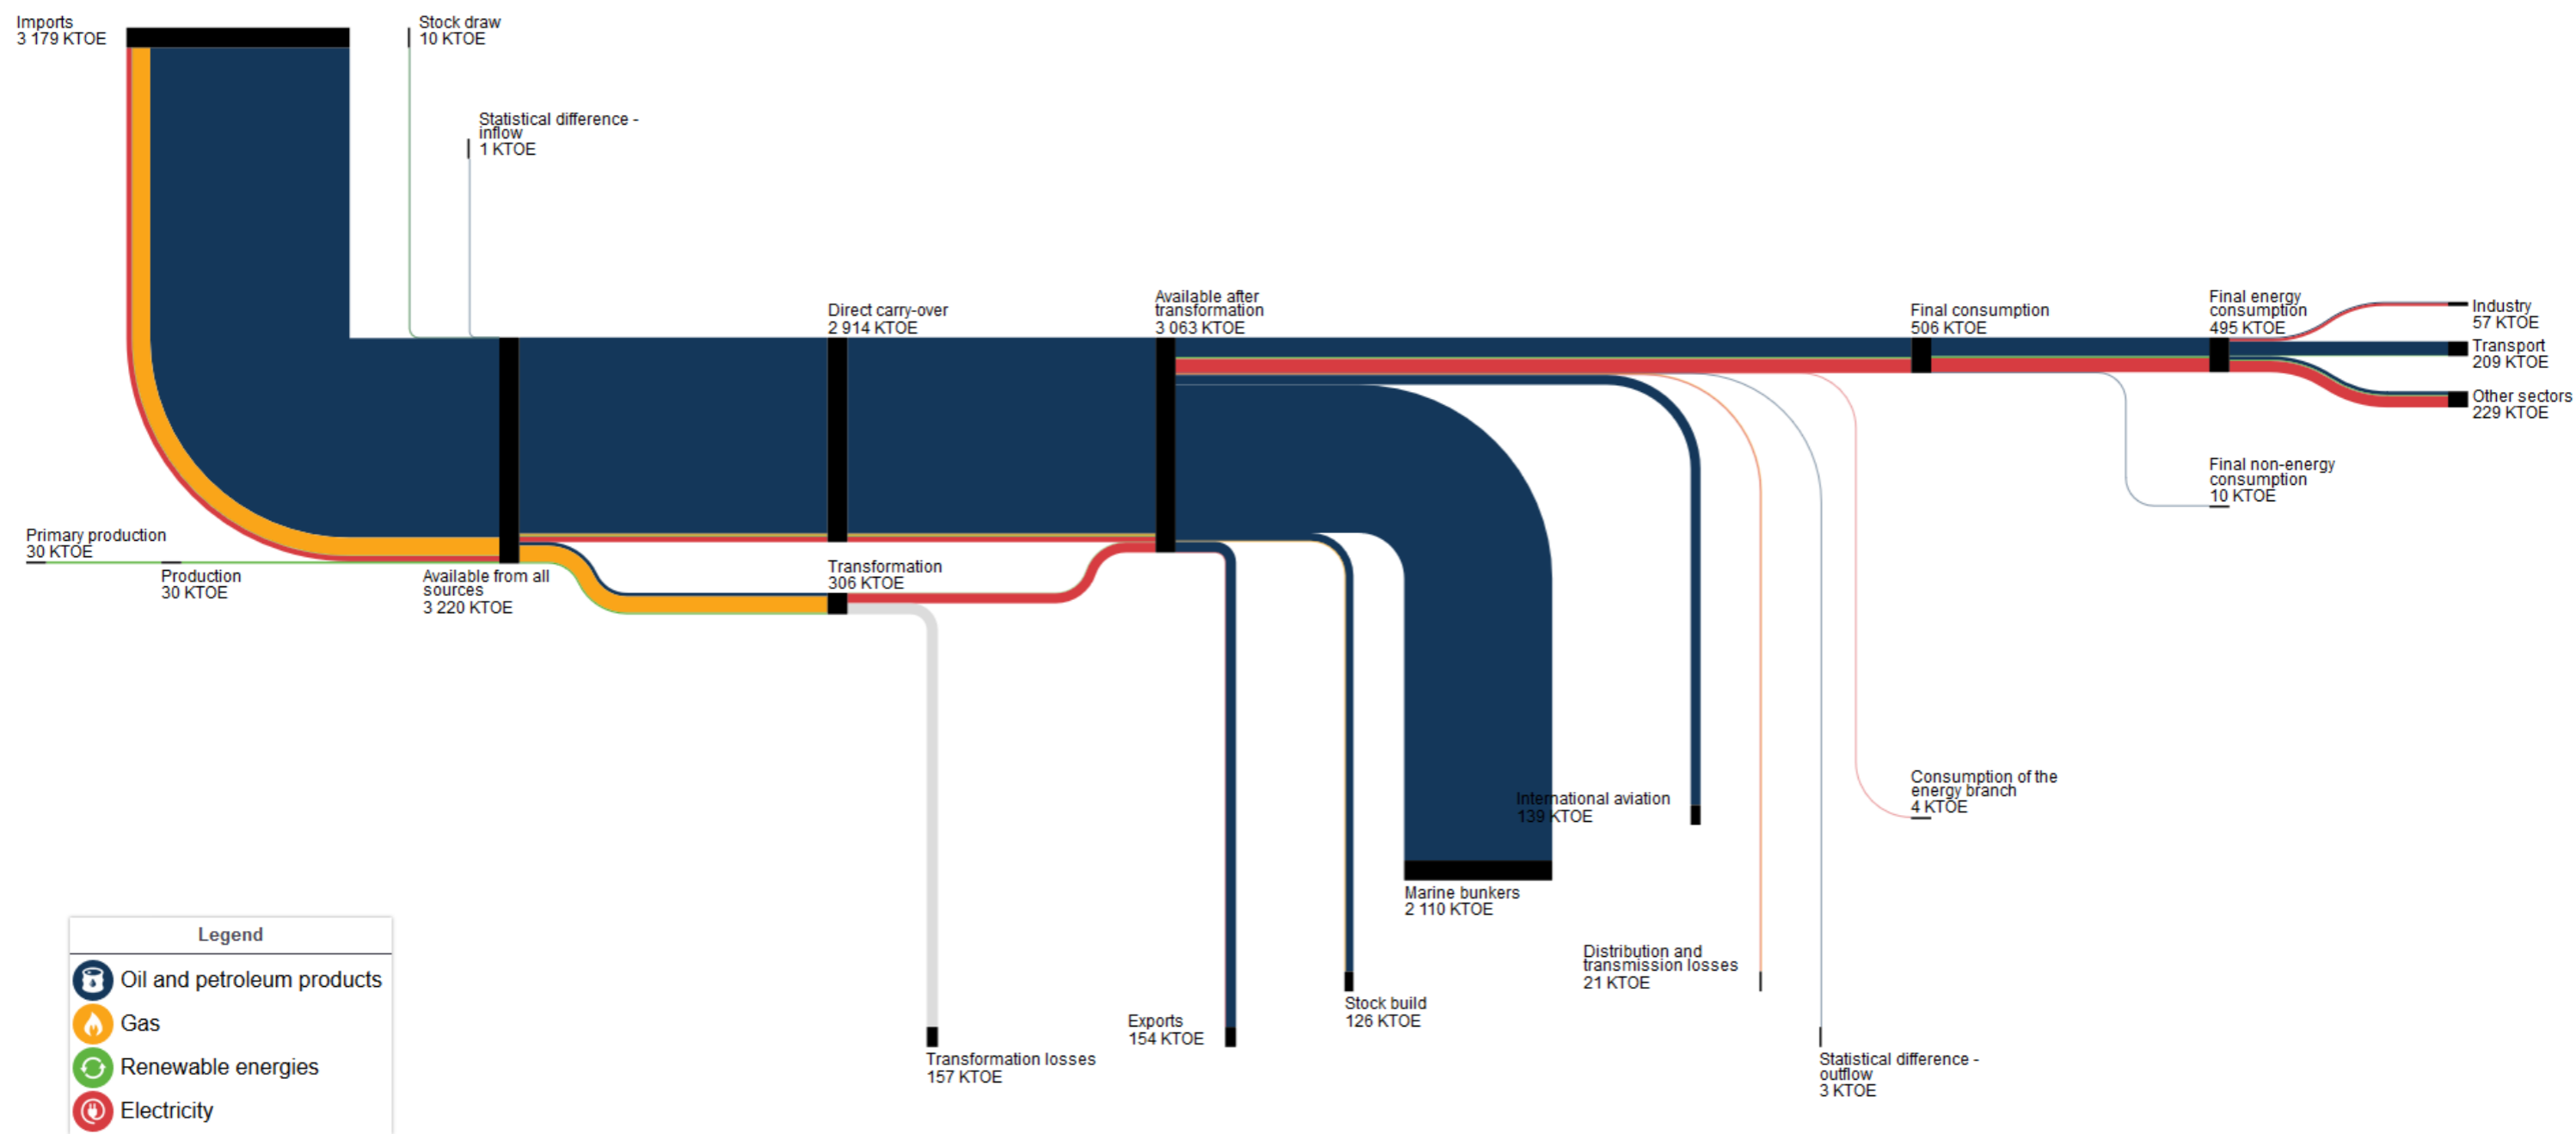 Imports
3 179 KTOE
Stock draw
10 KTOE
Statistical difference -
inflow
1 KTOE
Direct carry-over
2 914 KTOE
Available after
transformation
3 063 KTOE
Final consumption
506 KTOE
Final energy
consumption
495 KTOE
Industry
57 KTOE
Transport
209 KTOE
Other sectors
229 KTOE
Final non-energy
consumption
10 KTOE
Primary production
30 KTOE
Production
30 KTOE
Available from all
sources
3 220 KTOE
Transformation
306 KTOE
International aviation
139 KTOE
Consumption of the
energy branch
4 KTOE
Marine bunkers
2 110 KTOE
Distribution and
transmission losses
21 KTOE
Stock build
126 KTOE
Exports
154 KTOE
Transformation losses
157 KTOE
Statistical difference -
outflow
3 KTOE
Legend
Oil and petroleum products
Gas
Renewable energies
Electricity